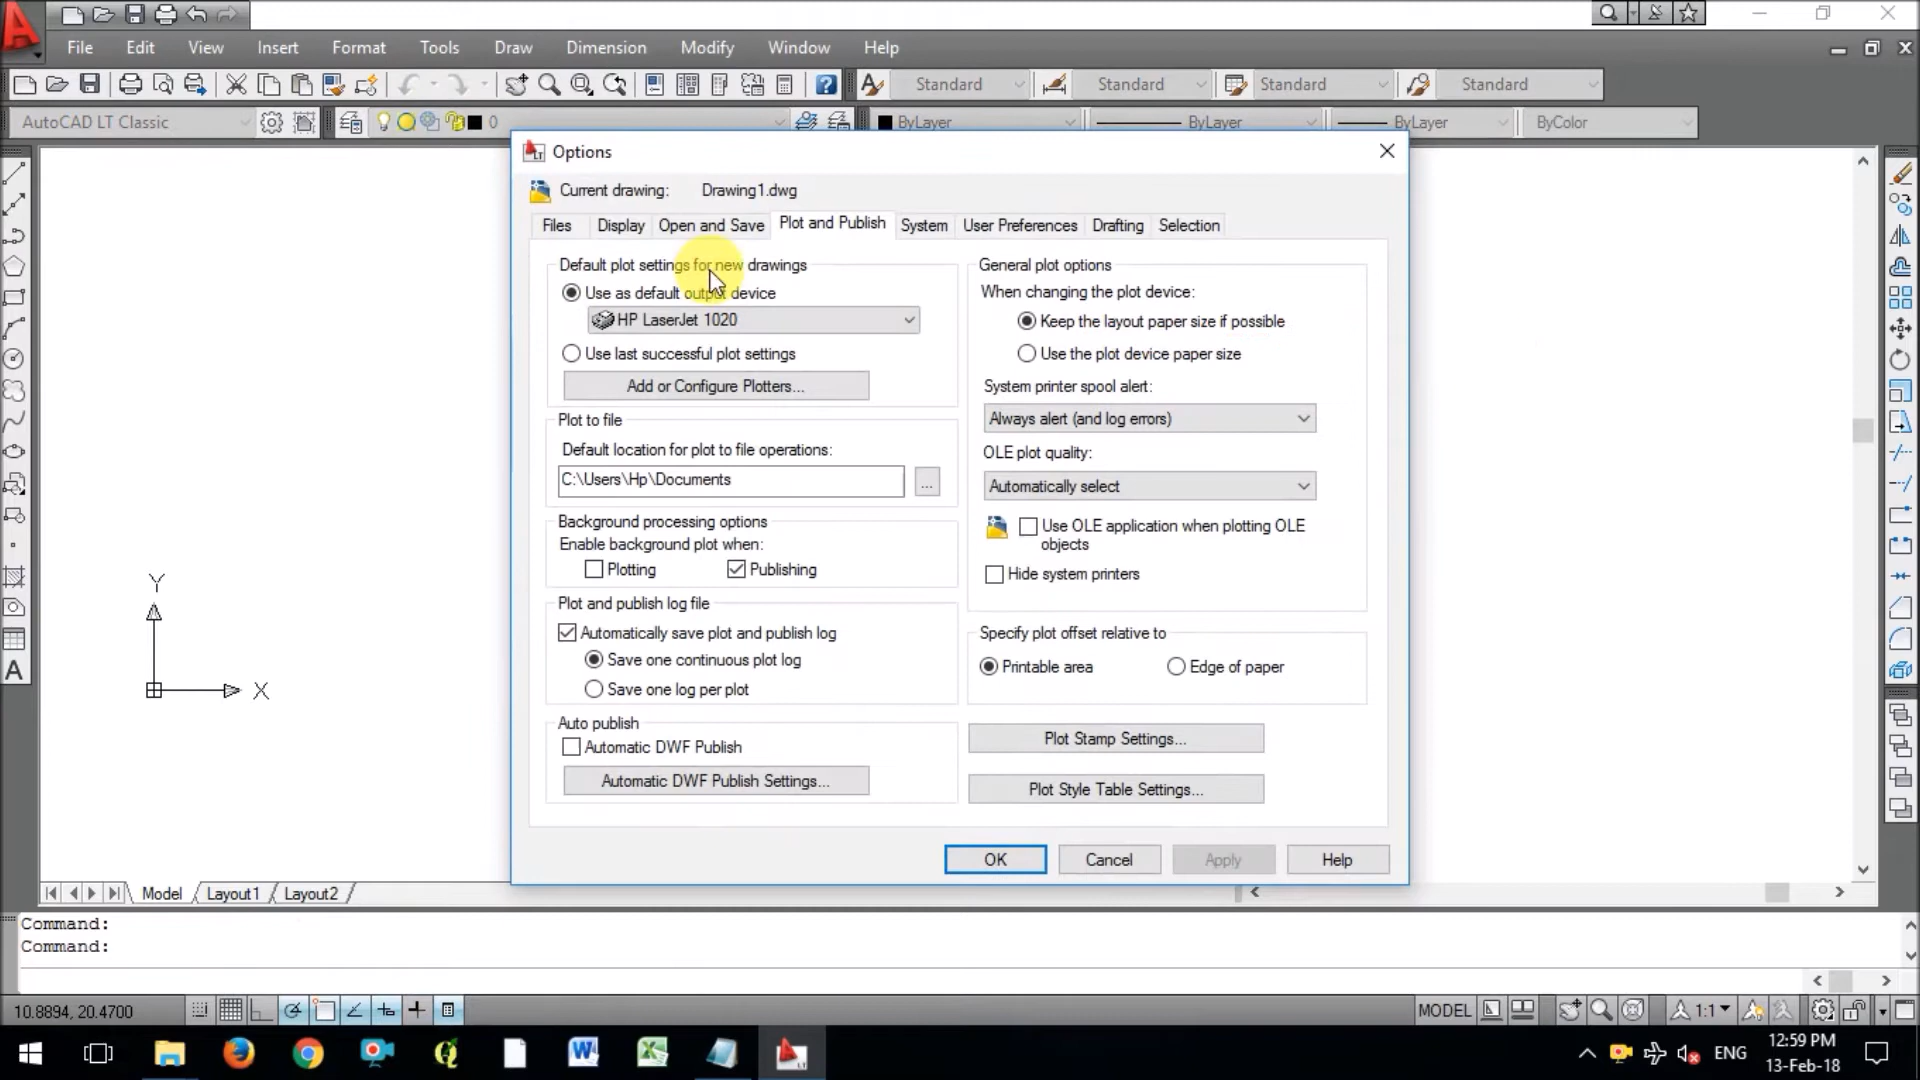 File Edit View Insert Format Tools Draw Dimension Modify Window Help
Standard Standard Standard Standard
AutoCAD LT Classic 0 ByLayer ByLayer ByLayer ByColor
Options
Current drawing: Drawing1.dwg
Files Display Open and Save Plot and Publish System User Preferences Drafting Selection
Default plot settings for new drawings
Use as default output device
HP LaserJet 1020
Use last successful plot settings
Add or Configure Plotters...
Plot to file
Default location for plot to file operations:
C:\Users\Hp\Documents
...
Background processing options
Enable background plot when:
Plotting Publishing
Plot and publish log file
Automatically save plot and publish log
Save one continuous plot log
Save one log per plot
Auto publish
Automatic DWF Publish
Automatic DWF Publish Settings...
General plot options
When changing the plot device:
Keep the layout paper size if possible
Use the plot device paper size
System printer spool alert:
Always alert (and log errors)
OLE plot quality:
Automatically select
Use OLE application when plotting OLE
objects
Hide system printers
Specify plot offset relative to
Printable area Edge of paper
Plot Stamp Settings...
Plot Style Table Settings...
OK Cancel Apply Help
Y
X
Model Layout1 Layout2
Command:
Command:
10.8894, 20.4700 MODEL 1:1
ENG 12:59 PM
13-Feb-18